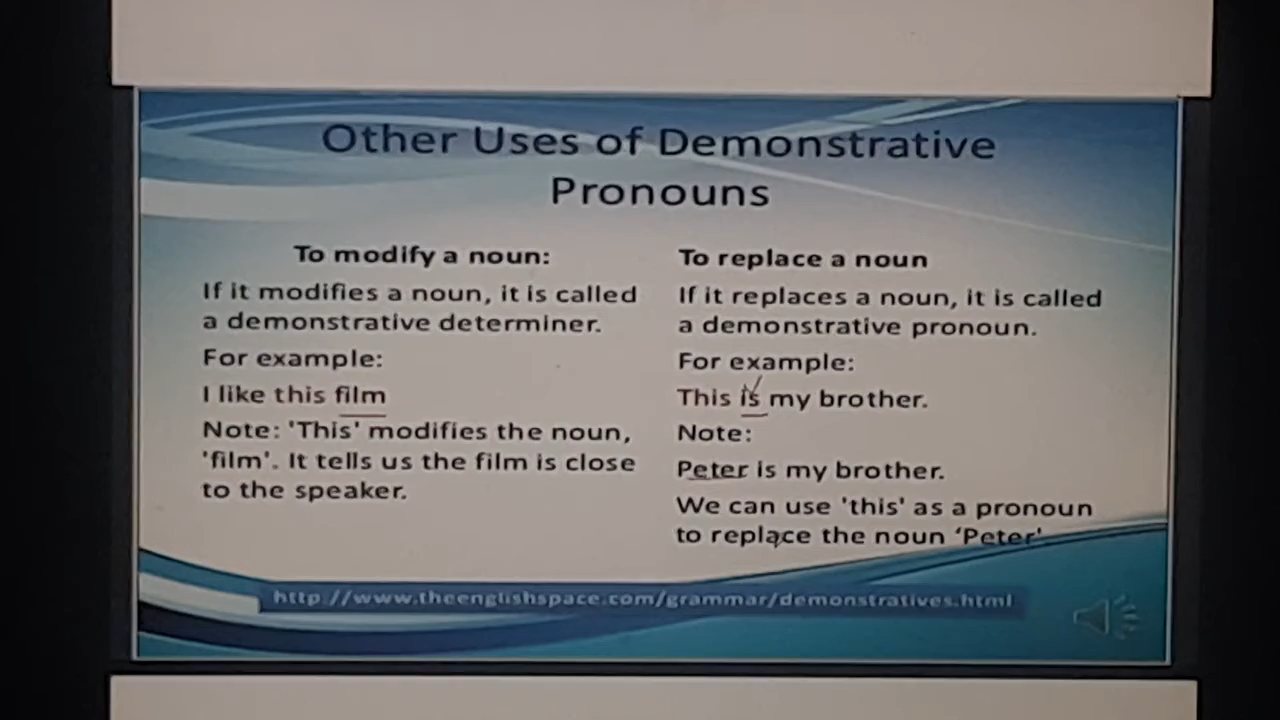 Other Uses of Demonstrative
Pronouns
To modify a noun:
If it modifies a noun, it is called
a demonstrative determiner.
For example:
I like this film
Note: 'This' modifies the noun,
'film'. It tells us the film is close
to the speaker.
To replace a noun
If it replaces a noun, it is called
a demonstrative pronoun.
For example:
This is my brother.
Note:
Peter is my brother.
We can use 'this' as a pronoun
to replace the noun ‘Peter'
http://www.theenglishspace.com/grammar/demonstratives.html